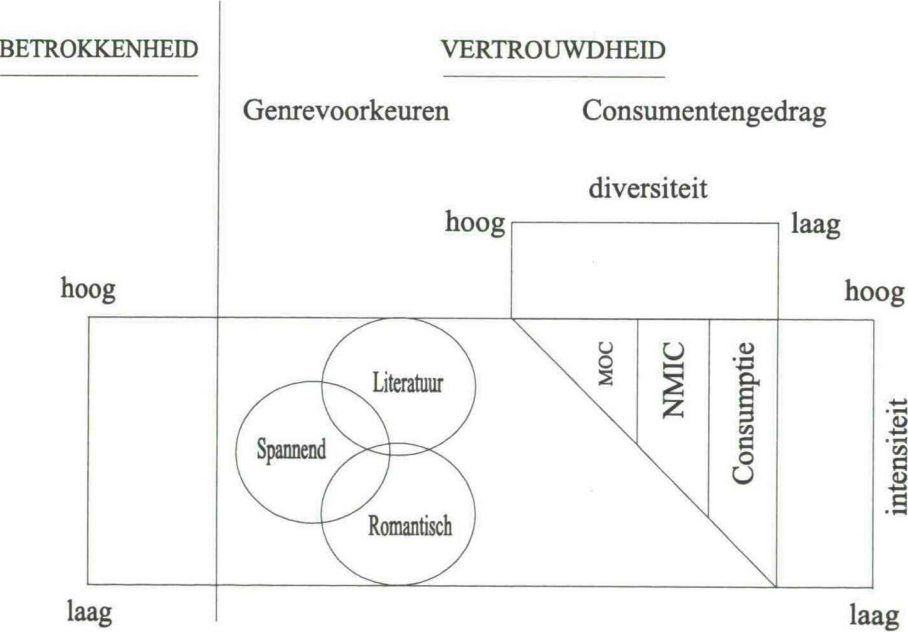 BETROKKENHEID
VERTROUWDHEID
Genrevoorkeuren
Consumentengedrag
diversiteit
hoog
laag
hoog
hoog
Literatuur
Spannend
Romantisch
MOC
NMIC
Consumptie
intensiteit
laag
laag